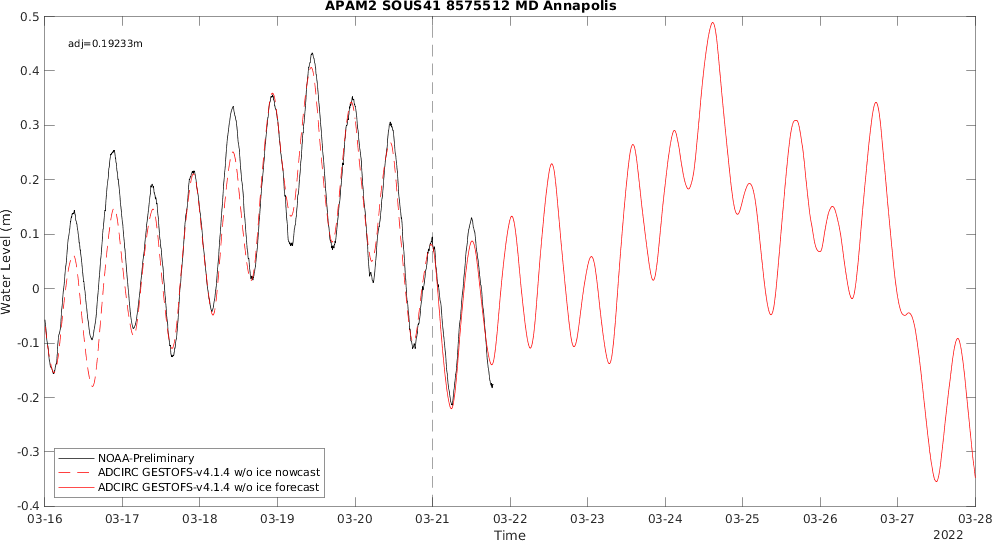 APAM2 SOUS41 8575512 MD Annapolis
adj=0.19233m
0.5
0.4
0.3
0.2
0.1
0
-0.1
-0.2
-0.3
-0.4
Water Level (m)
NOAA-Preliminary
ADCIRC GESTOFS-v4.1.4 w/o ice nowcast
ADCIRC GESTOFS-v4.1.4 w/o ice forecast
03-16 03-17 03-18 03-19 03-20 03-21 03-22 03-23 03-24 03-25 03-26 03-27 03-28
Time
2022